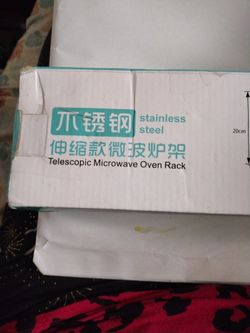 不锈钢
stainless
steel
伸缩款微波炉架
Telescopic Microwave Oven Rack
20cm